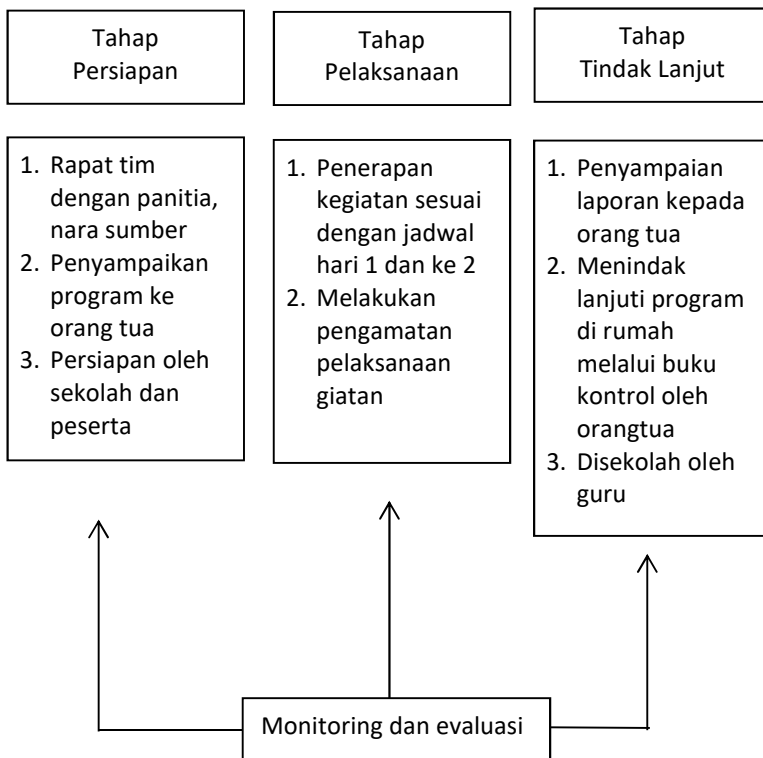 Tahap
Persiapan
Tahap
Pelaksanaan
Tahap
Tindak Lanjut
1. Rapat tim
dengan panitia,
nara sumber
2. Penyampaikan
program ke
orang tua
3. Persiapan oleh
sekolah dan
peserta
1. Penerapan
kegiatan sesuai
dengan jadwal
hari 1 dan ke 2
2. Melakukan
pengamatan
pelaksanaan
giatan
1. Penyampaian
laporan kepada
orang tua
2. Menindak
lanjuti program
di rumah
melalui buku
kontrol oleh
orangtua
3. Disekolah oleh
guru
Monitoring dan evaluasi